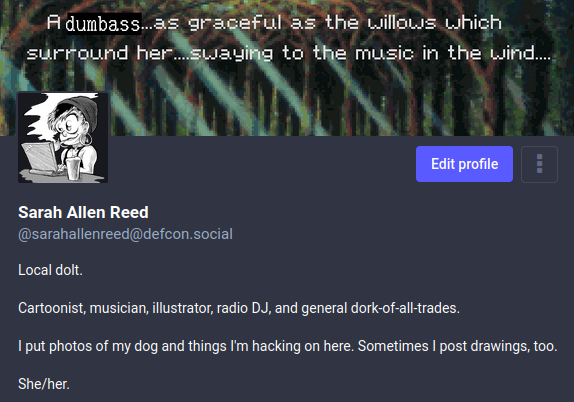 A dumbass...as graceful as the willows which
surround her....swaying to the music in the wind....
Edit profile
Sarah Allen Reed
@sarahallenreed@defcon.social
Local dolt.
Cartoonist, musician, illustrator, radio DJ, and general dork-of-all-trades.
I put photos of my dog and things I'm hacking on here. Sometimes I post drawings, too.
She/her.